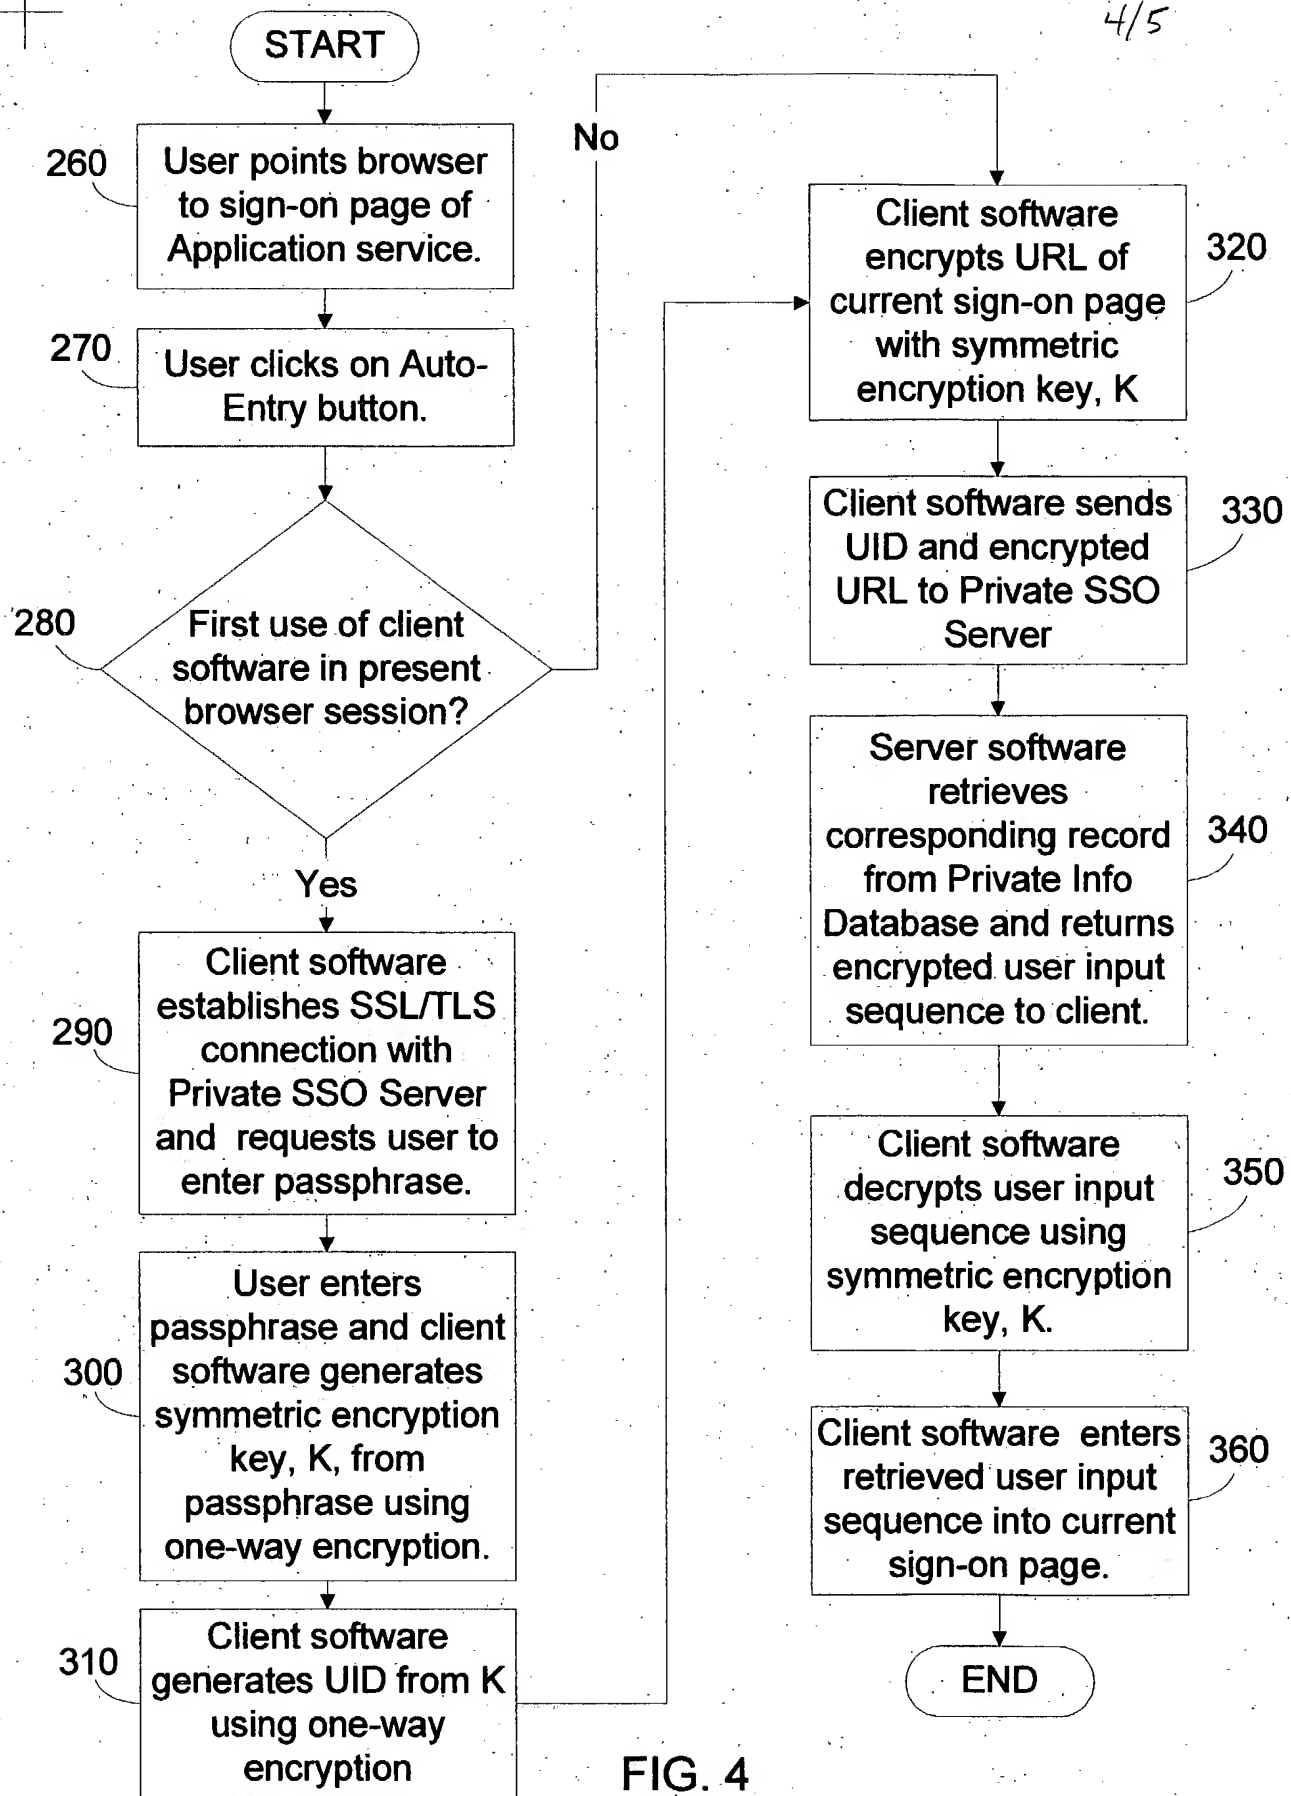 4/5
START
260
User points browser
to sign-on page of
Application service.
270
User clicks on Auto-
Entry button.
280
First use of client
software in present
browser session?
No
Yes
290
Client software
establishes SSL/TLS
connection with
Private SSO Server
and requests user to
enter passphrase.
300
User enters
passphrase and client
software generates
symmetric encryption
key, K, from
passphrase using
one-way encryption.
310
Client software
generates UID from K
using one-way
encryption
320
Client software
encrypts URL of
current sign-on page
with symmetric
encryption key, K
330
Client software sends
UID and encrypted
URL to Private SSO
Server
340
Server software
retrieves
corresponding record
from Private Info
Database and returns
encrypted user input
sequence to client.
350
Client software
decrypts user input
sequence using
symmetric encryption
key, K.
360
Client software enters
retrieved user input
sequence into current
sign-on page.
END
FIG. 4